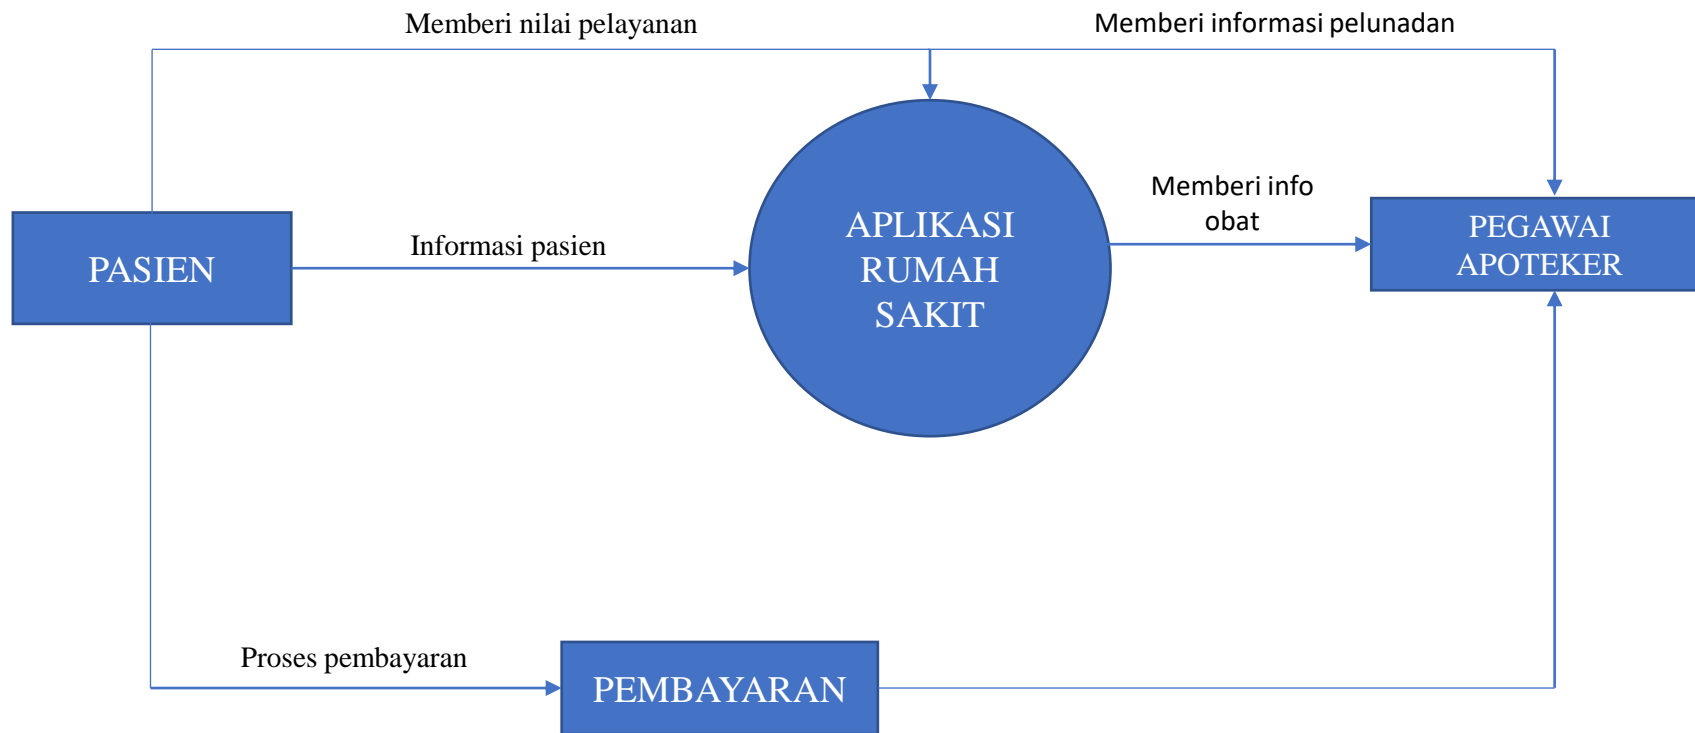 Memberi nilai pelayanan
Memberi informasi pelunadan
PASIEN
Informasi pasien
APLIKASI
RUMAH
SAKIT
Memberi info
obat
PEGAWAI
APOTEKER
Proses pembayaran
PEMBAYARAN